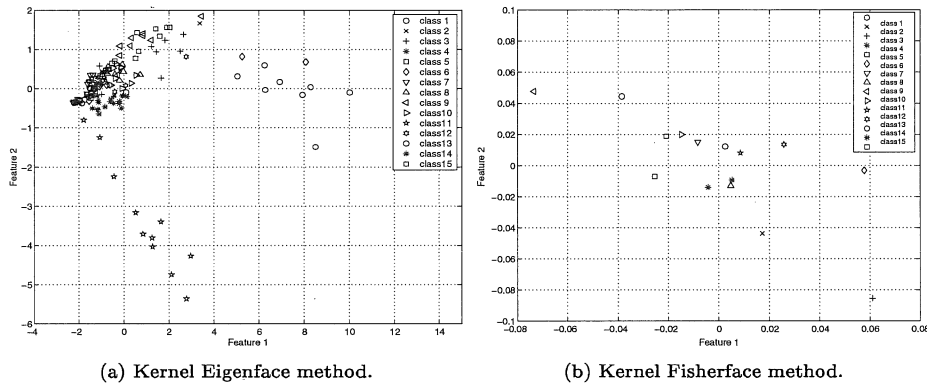 2
1
0
−1
−2
−3
−4
−5
−6
Feature 2
−4
−2
0
2
4
6
8
10
12
14
Feature 1
class 1
class 2
class 3
class 4
class 5
class 6
class 7
class 8
class 9
class10
class11
class12
class13
class14
class15
(a) Kernel Eigenface method.
0.1
0.08
0.06
0.04
0.02
0
−0.02
−0.04
−0.06
−0.08
−0.1
Feature 2
−0.08
−0.06
−0.04
−0.02
0
0.02
0.04
0.06
0.08
Feature 1
class 1
class 2
class 3
class 4
class 5
class 6
class 7
class 8
class 9
class10
class11
class12
class13
class14
class15
(b) Kernel Fisherface method.